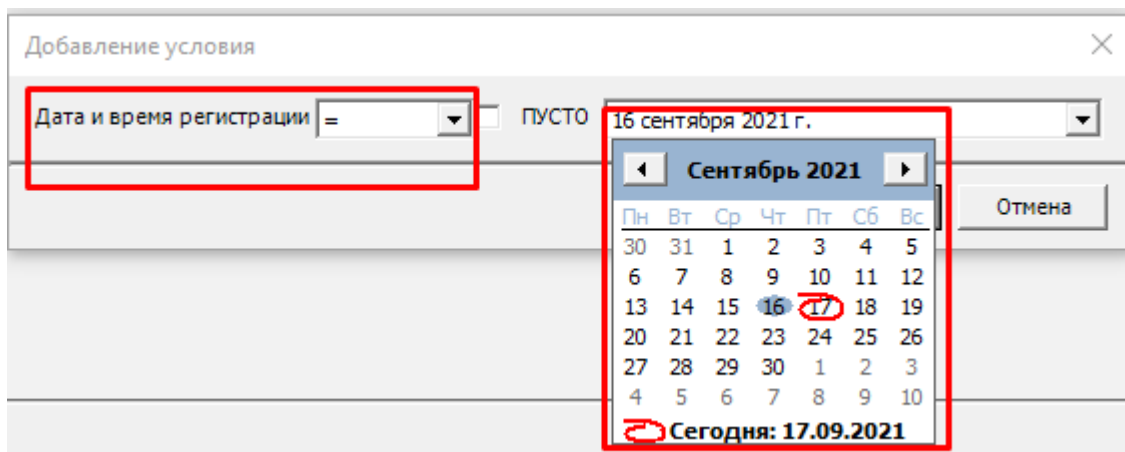 Добавление условия
Дата и время регистрации = ПУСТО 16 сентября 2021 г.
Сентябрь 2021
Отмена
Пн Вт Ср Чт Пт Сб Вс
30 31 1 2 3 4 5
6 7 8 9 10 11 12
13 14 15 16 17 18 19
20 21 22 23 24 25 26
27 28 29 30 1 2 3
4 5 6 7 8 9 10
Сегодня: 17.09.2021